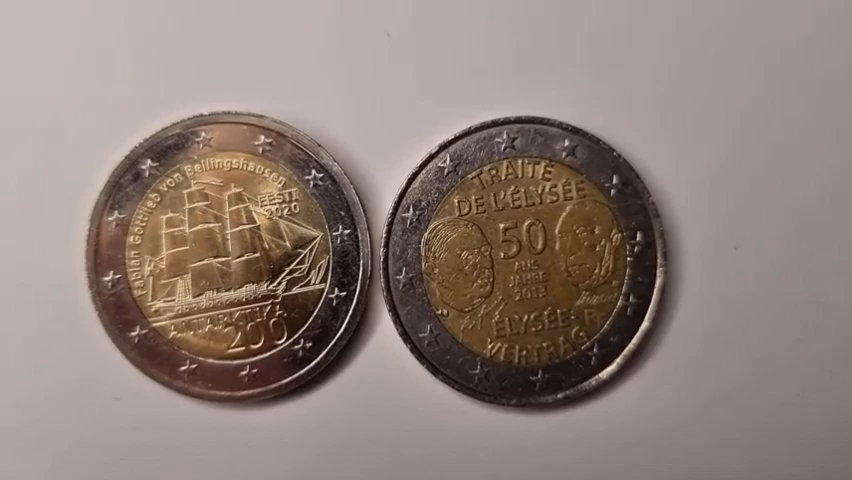 Fabian Gottlieb von Bellingshausen
EESTI
2020
ANTARKTIKA
200
TRAITÉ
DE L'ÉLYSÉE
50
ANS
JAHRE
2013
ÉLYSÉE-
VERTRAG